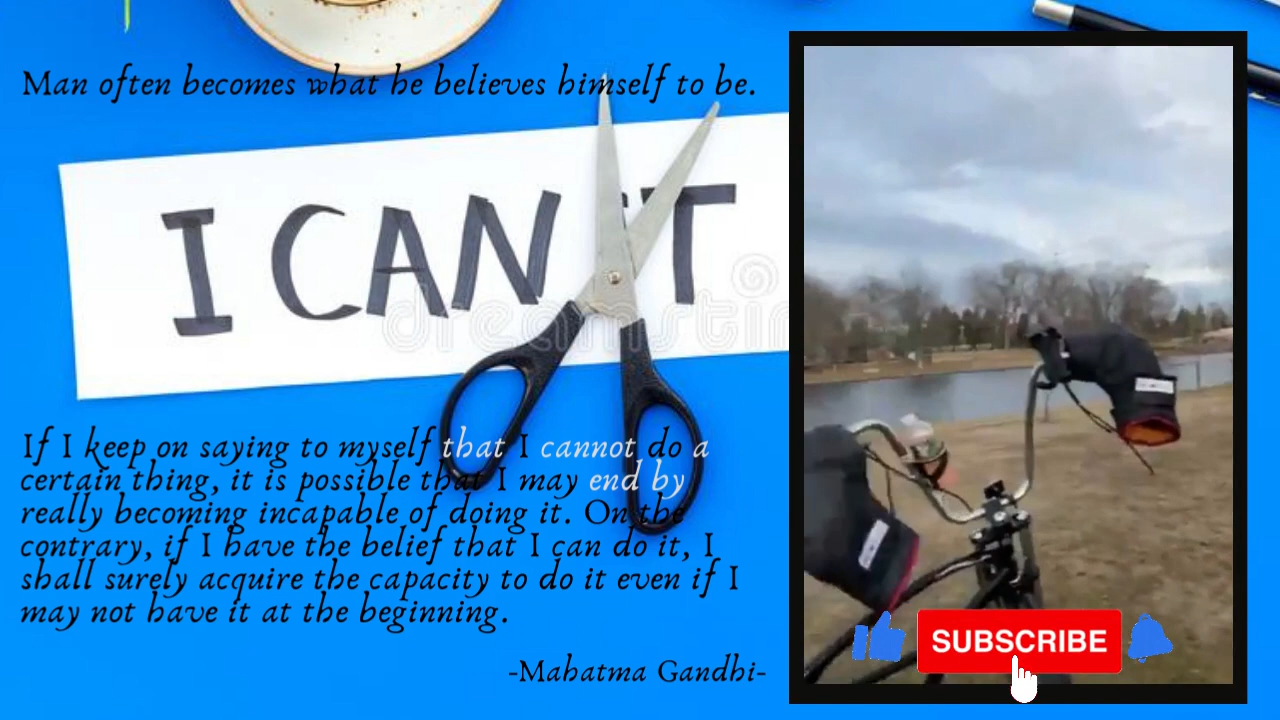 Man often becomes what he believes himself to be.
I CAN'T
dreamstime
If I keep on saying to myself that I cannot do a
certain thing, it is possible that I may end by
really becoming incapable of doing it. On the
contrary, if I have the belief that I can do it, I
shall surely acquire the capacity to do it even if I
may not have it at the beginning.
-Mahatma Gandhi-
SUBSCRIBE